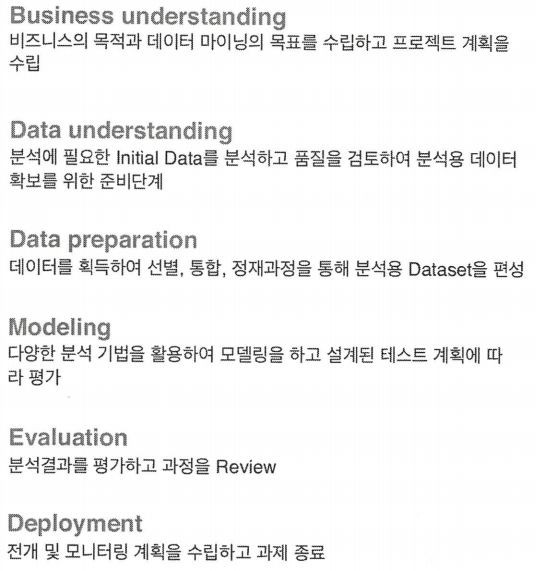 Business understanding
비즈니스의 목적과 데이터 마이닝의 목표를 수립하고 프로젝트 계획을
수립
Data understanding
분석에 필요한 Initial Data를 분석하고 품질을 검토하여 분석용 데이터
확보를 위한 준비단계
Data preparation
데이터를 획득하여 선별, 통합, 정재과정을 통해 분석용 Dataset을 편성
Modeling
다양한 분석 기법을 활용하여 모델링을 하고 설계된 테스트 계획에 따
라 평가
Evaluation
분석결과를 평가하고 과정을 Review
Deployment
전개 및 모니터링 계획을 수립하고 과제 종료